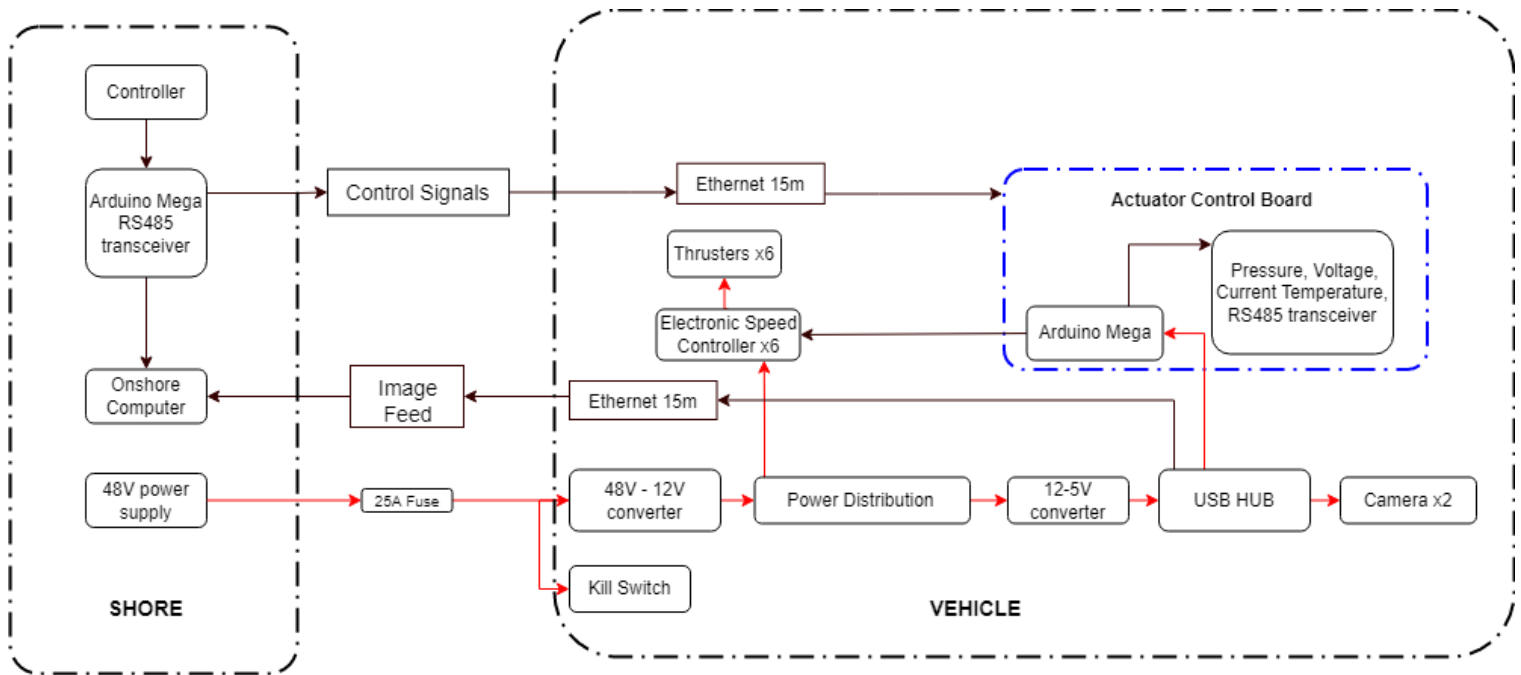 Controller
Arduino Mega
RS485
transceiver
Control Signals
Ethernet 15m
Actuator Control Board
Thrusters x6
Pressure, Voltage,
Current Temperature,
RS485 transceiver
Electronic Speed
Controller x6
Arduino Mega
Onshore
Computer
Image
Feed
Ethernet 15m
48V power
supply
25A Fuse
48V - 12V
converter
Power Distribution
12-5V
converter
USB HUB
Camera x2
Kill Switch
SHORE
VEHICLE